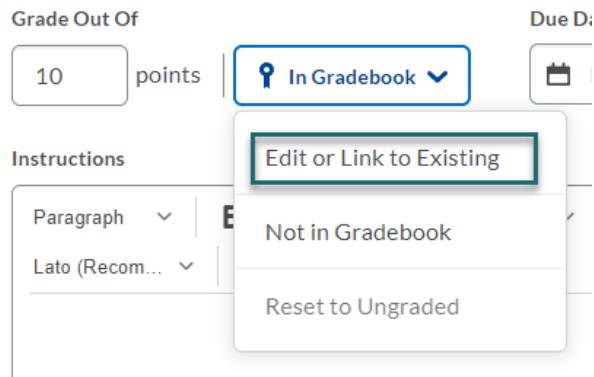 Grade Out Of
Due Da
10 points In Gradebook
Edit or Link to Existing
Instructions
Paragraph
Not in Gradebook
Lato (Recom...
Reset to Ungraded